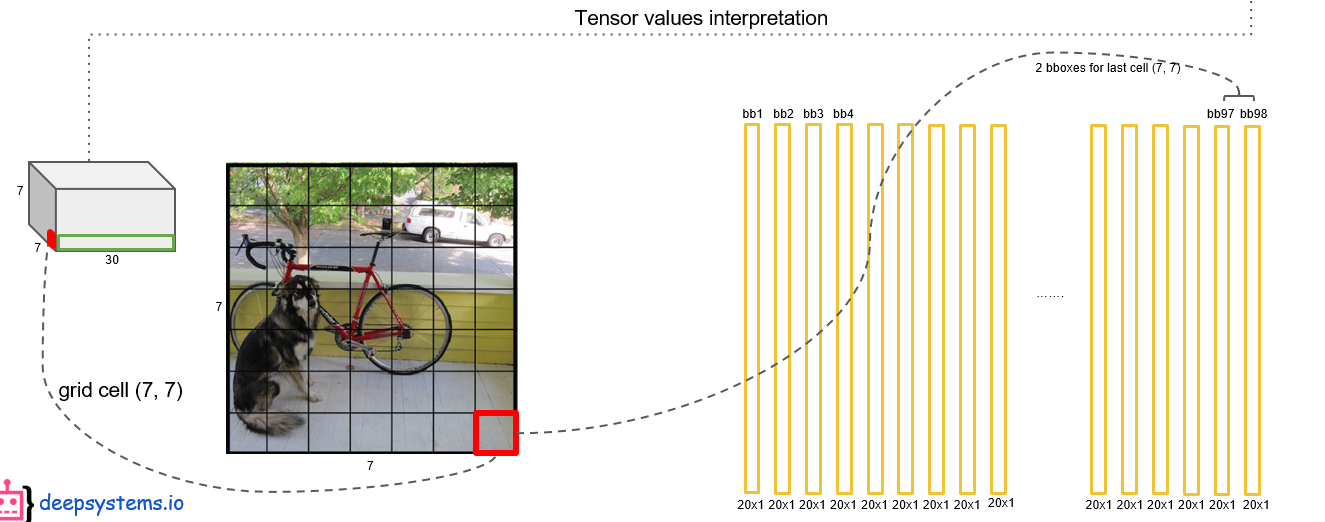 Tensor values interpretation
2 bboxes for last cell (7, 7)
bb1 bb2 bb3 bb4 bb97 bb98
7
7
30
7
7
grid cell (7, 7)
.......
20x1 20x1 20x1 20x1 20x1 20x1 20x1 20x1 20x1 20x1 20x1 20x1 20x1 20x1 20x1
} deepsystems.io